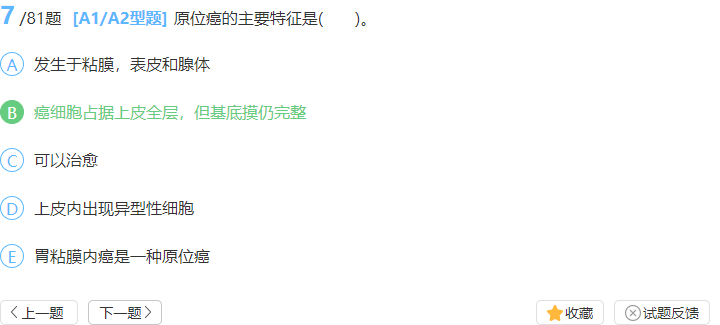 7/81题 [A1/A2型题] 原位癌的主要特征是(　　)。
A 发生于粘膜，表皮和腺体
B 癌细胞占据上皮全层，但基底摸仍完整
C 可以治愈
D 上皮内出现异型性细胞
E 胃粘膜内癌是一种原位癌
上一题 下一题 收藏 试题反馈